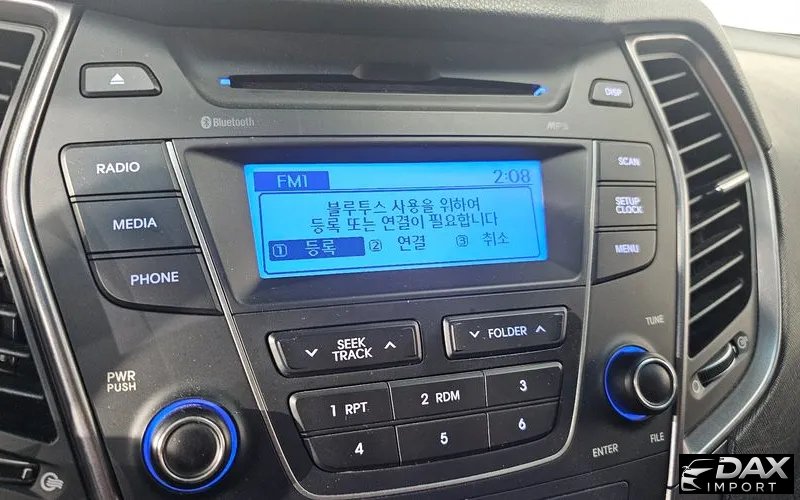 DISP
Bluetooth
MP3
RADIO
SCAN
FM1 2:08
블루투스 사용을 위하여
등록 또는 연결이 필요합니다
1 등록 2 연결 3 취소
MEDIA
SETUP
CLOCK
PHONE
MENU
SEEK
TRACK
FOLDER
TUNE
PWR
PUSH
1 RPT
2 RDM
3
4
5
6
ENTER
FILE
DAX
IMPORT